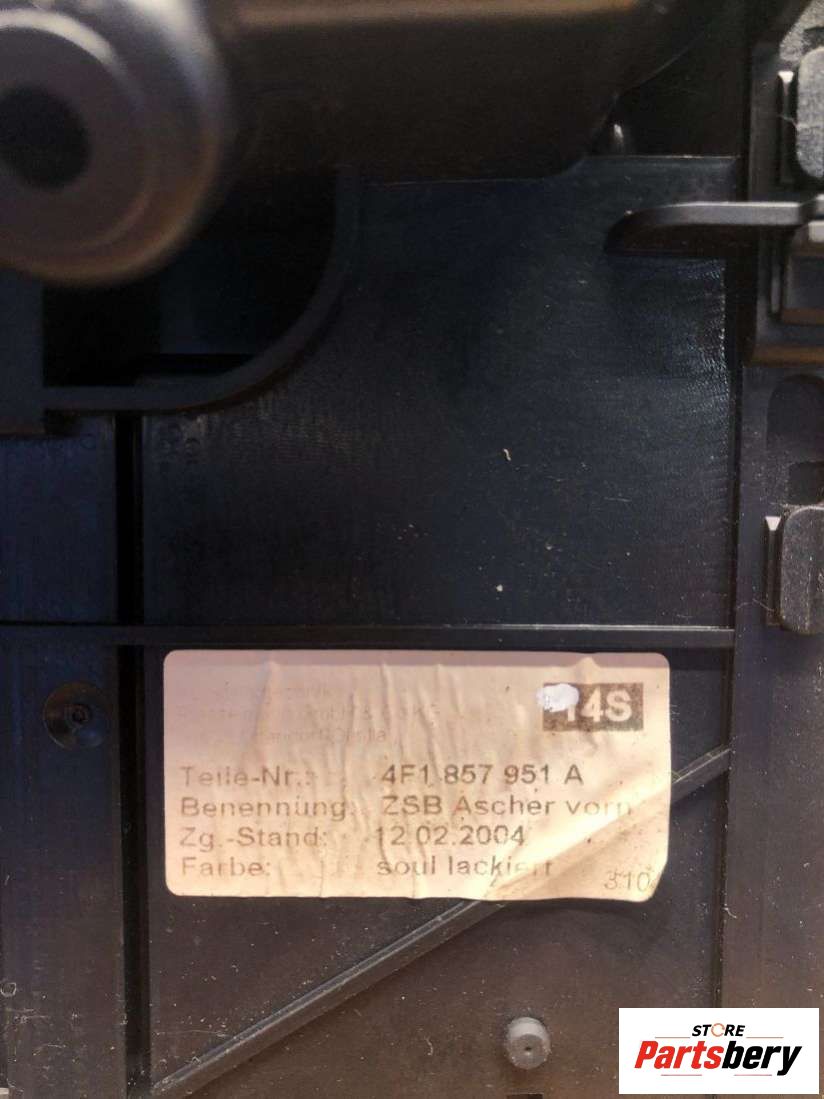 14S
Teile-Nr.: 4F1 857 951 A
Benennung: ZSB Ascher vorn
Zg.-Stand: 12.02.2004
Farbe: soul lackiert
310
STORE
Partsbery